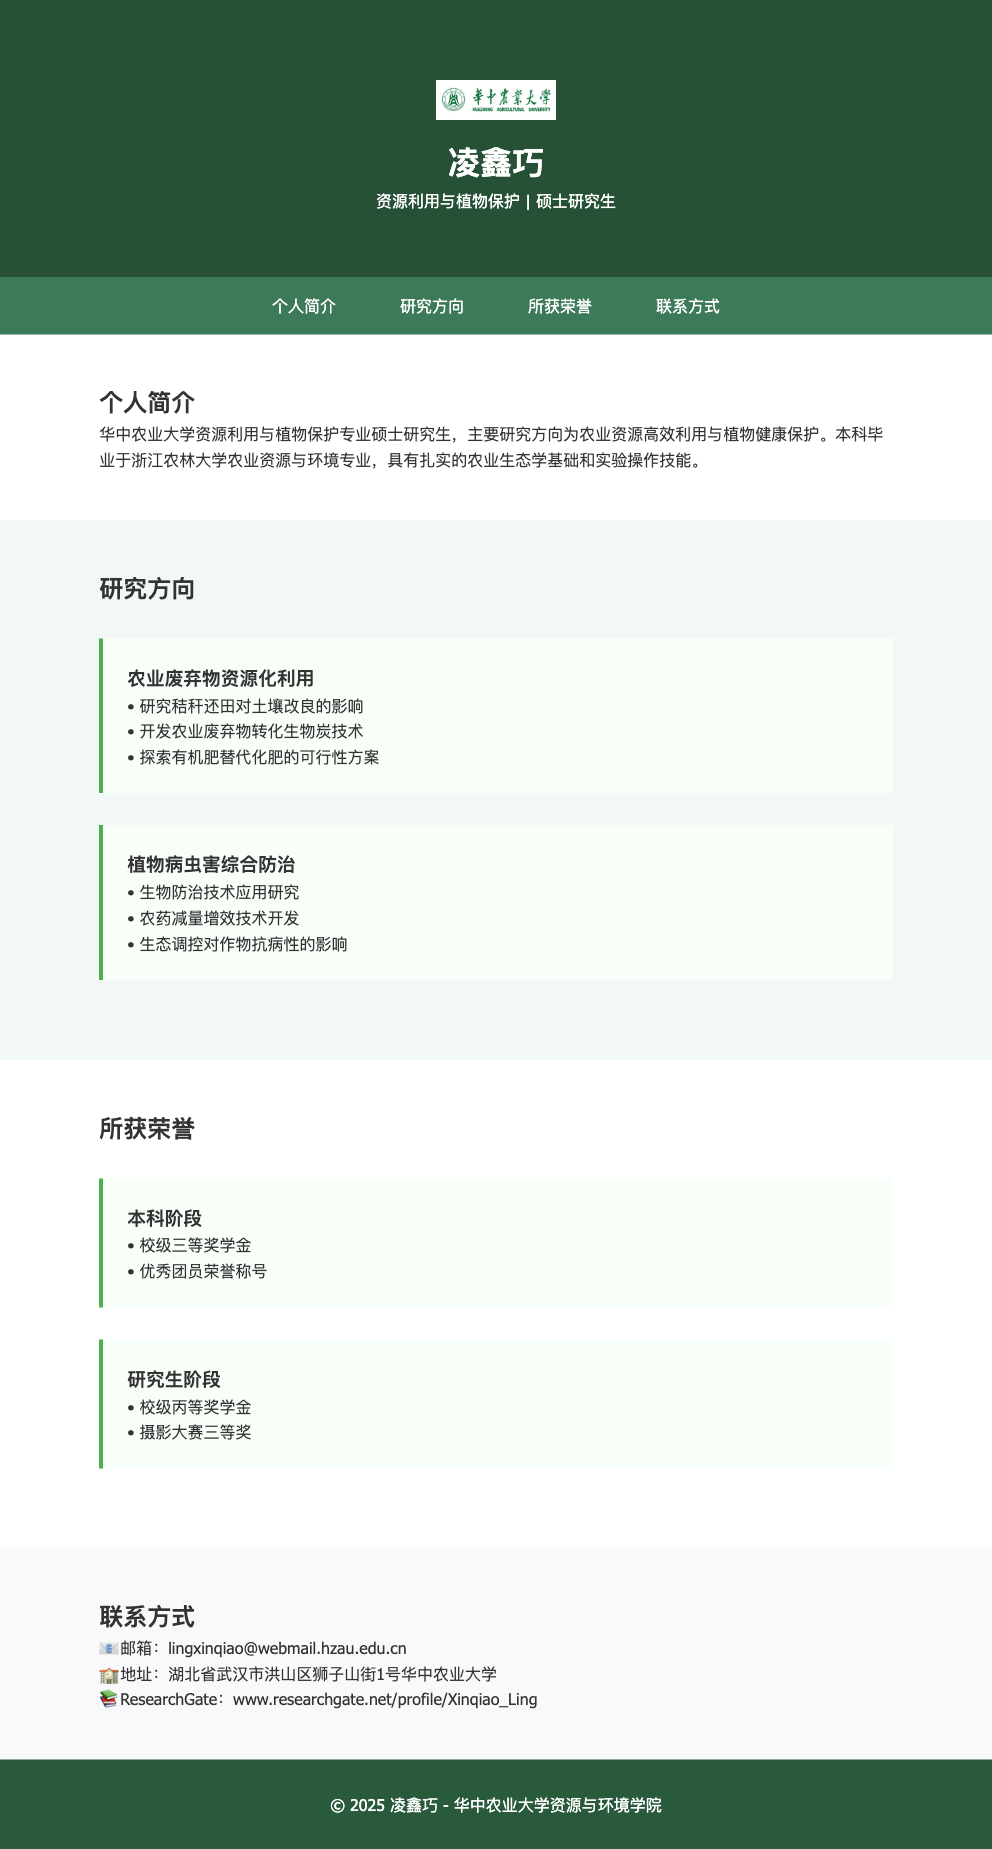 华中农业大学
HUAZHONG AGRICULTURAL UNIVERSITY
凌鑫巧
资源利用与植物保护 | 硕士研究生
个人简介
研究方向
所获荣誉
联系方式
个人简介
华中农业大学资源利用与植物保护专业硕士研究生，主要研究方向为农业资源高效利用与植物健康保护。本科毕
业于浙江农林大学农业资源与环境专业，具有扎实的农业生态学基础和实验操作技能。
研究方向
农业废弃物资源化利用
• 研究秸秆还田对土壤改良的影响
• 开发农业废弃物转化生物炭技术
• 探索有机肥替代化肥的可行性方案
植物病虫害综合防治
• 生物防治技术应用研究
• 农药减量增效技术开发
• 生态调控对作物抗病性的影响
所获荣誉
本科阶段
• 校级三等奖学金
• 优秀团员荣誉称号
研究生阶段
• 校级丙等奖学金
• 摄影大赛三等奖
联系方式
📧邮箱：lingxinqiao@webmail.hzau.edu.cn
🏫地址：湖北省武汉市洪山区狮子山街1号华中农业大学
📚ResearchGate：www.researchgate.net/profile/Xinqiao_Ling
© 2025 凌鑫巧 - 华中农业大学资源与环境学院